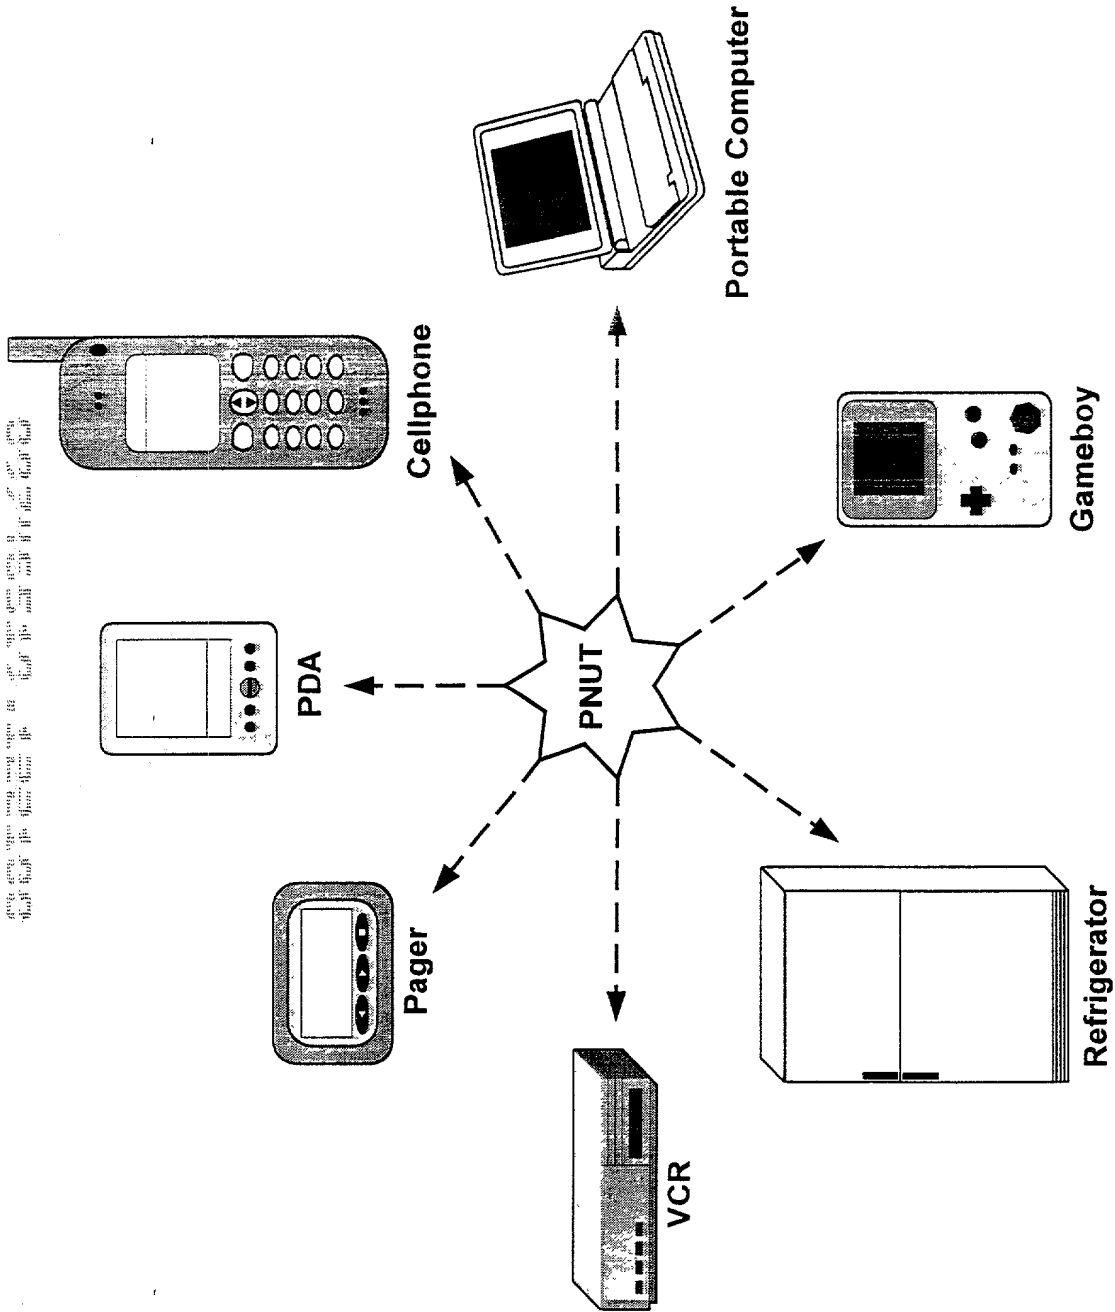 Pager
PDA
Cellphone
VCR
PNUT
Portable Computer
Refrigerator
Gameboy